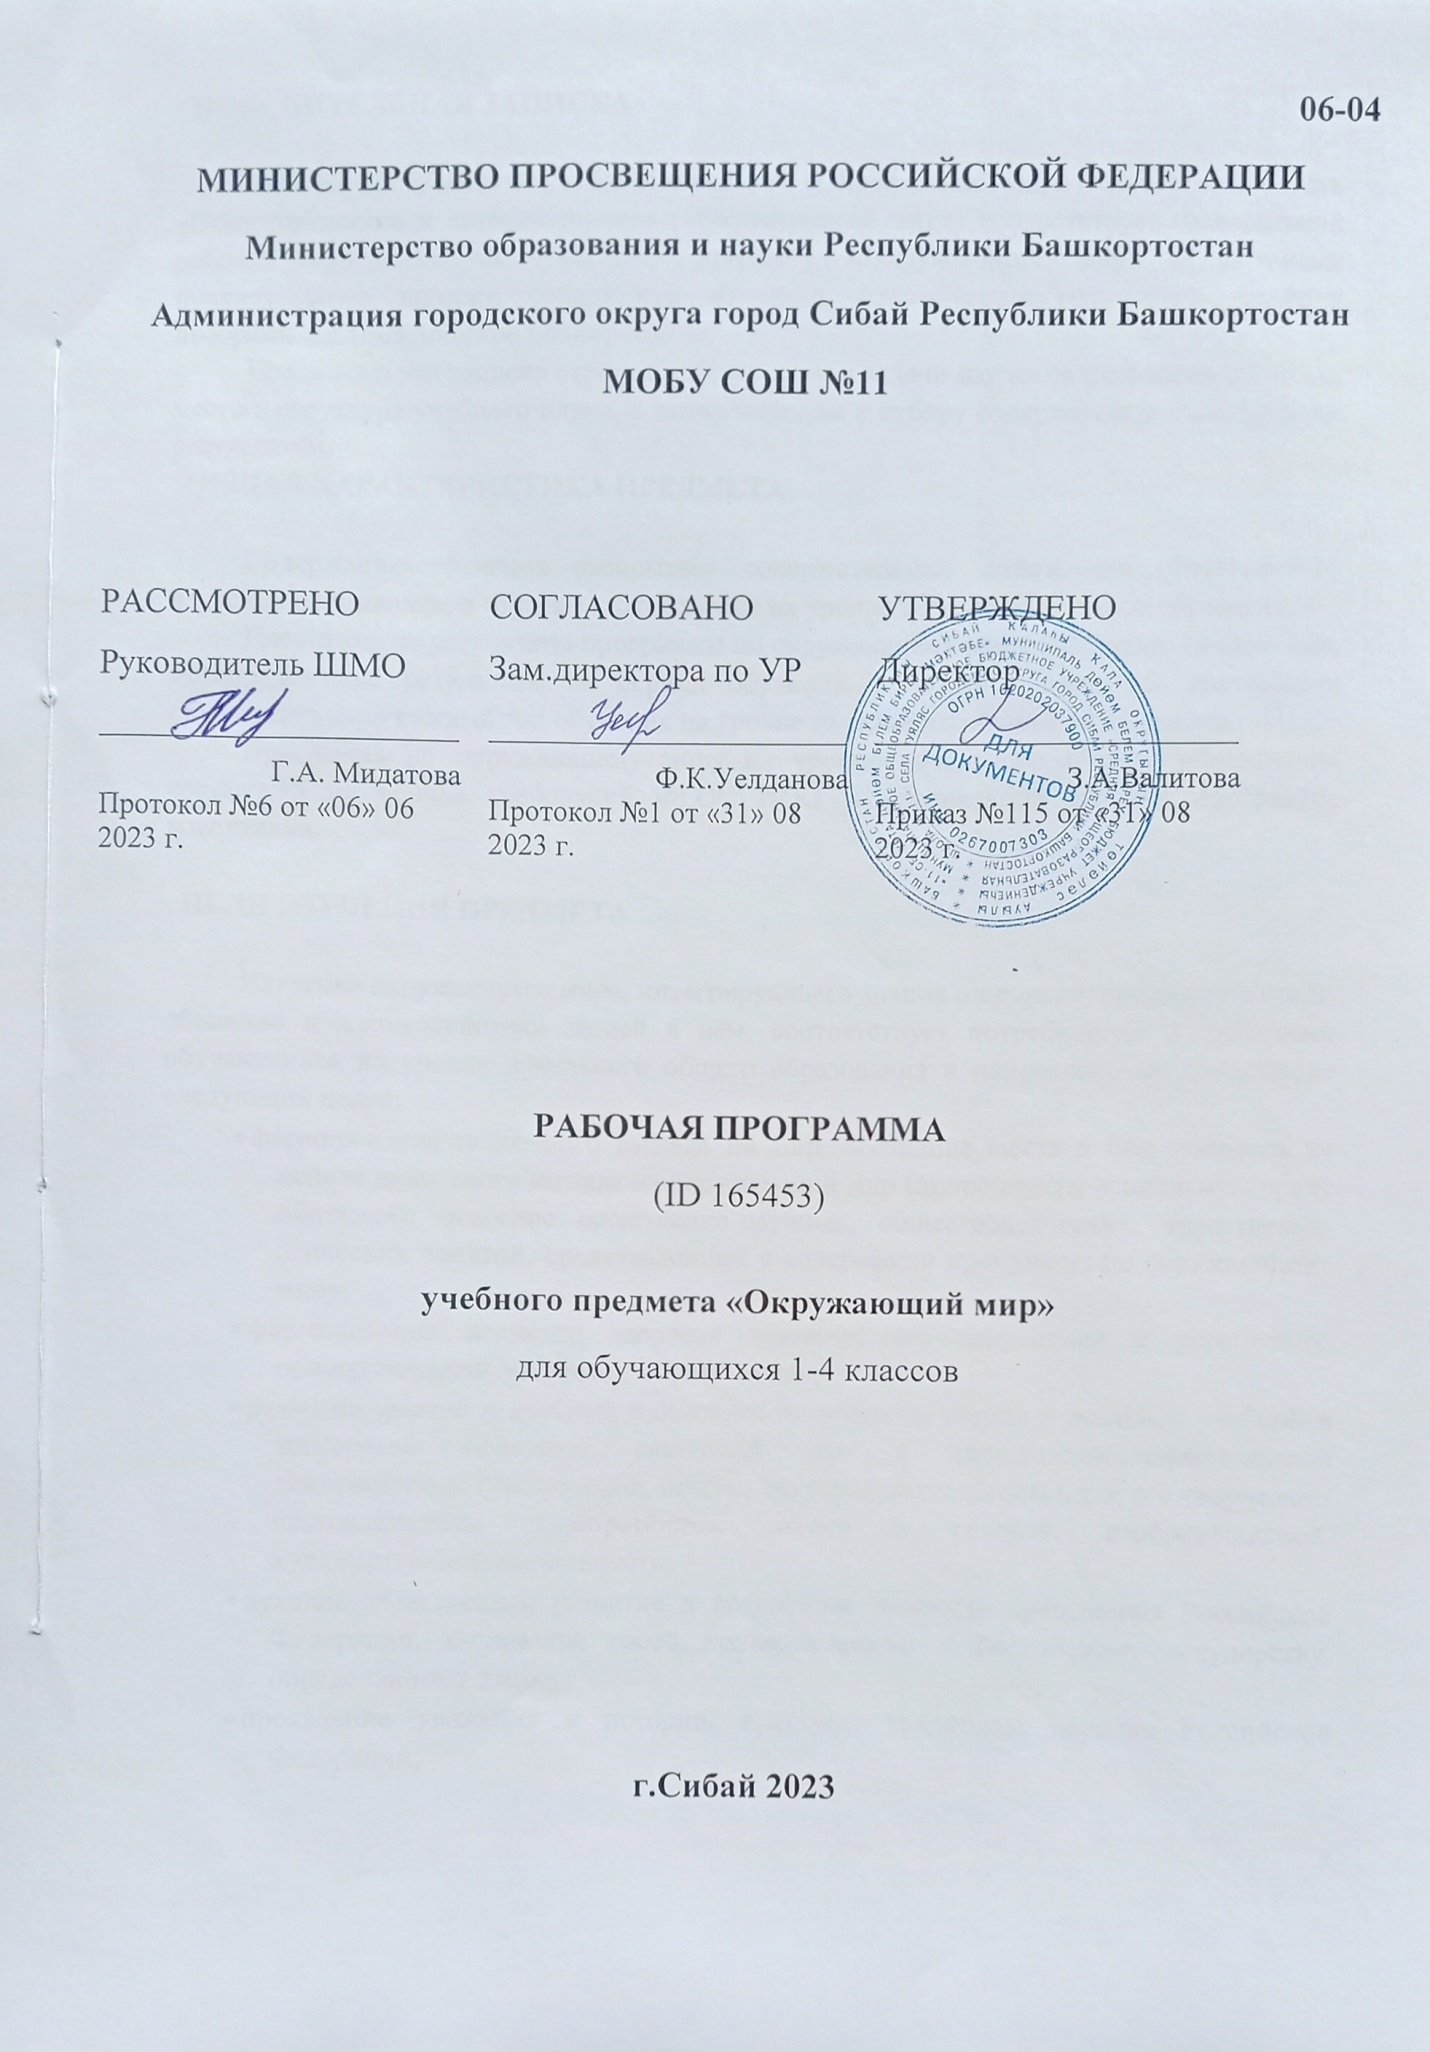 06-04
МИНИСТЕРСТВО ПРОСВЕЩЕНИЯ РОССИЙСКОЙ ФЕДЕРАЦИИ
Министерство образования и науки Республики Башкортостан
Администрация городского округа город Сибай Республики Башкортостан
МОБУ СОШ №11
РАССМОТРЕНО
Руководитель ШМО
Г.А. Мидатова
Протокол №6 от «06» 06
2023 г.
СОГЛАСОВАНО
Зам.директора по УР
Ф.К.Уелданова
Протокол №1 от «31» 08
2023 г.
УТВЕРЖДЕНО
Директор
З.А.Валитова
Приказ №115 от «31» 08
2023 г.
ДЛЯ
ДОКУМЕНТОВ
ИНН 0267007303
РАБОЧАЯ ПРОГРАММА
(ID 165453)
учебного предмета «Окружающий мир»
для обучающихся 1-4 классов
г.Сибай 2023